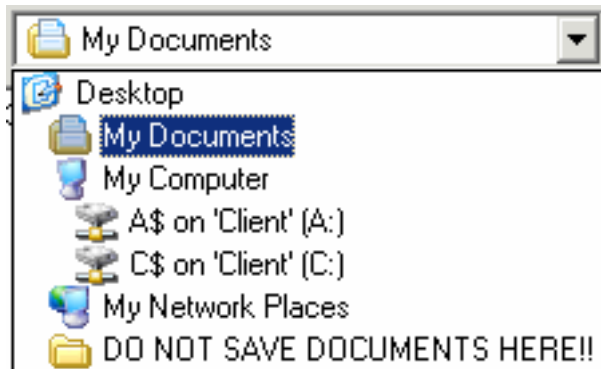 My Documents
Desktop
My Documents
My Computer
A$ on 'Client' (A:)
C$ on 'Client' (C:)
My Network Places
DO NOT SAVE DOCUMENTS HERE!!